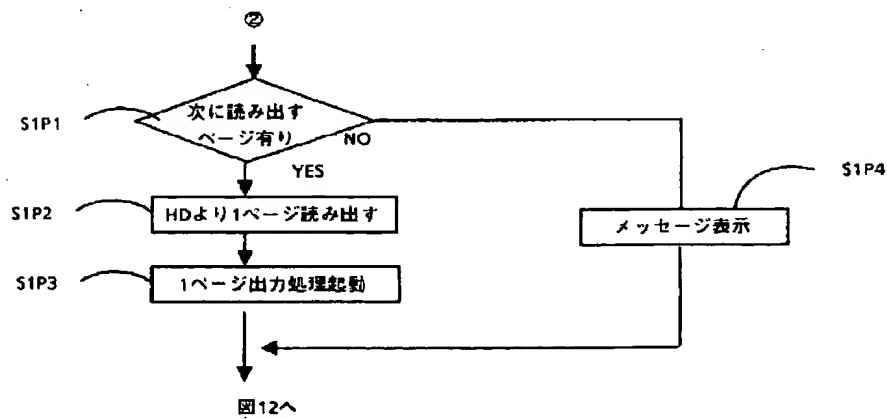 ②
S1P1
次に読み出す
ページ有り
NO
YES
S1P4
S1P2
HDより1ページ読み出す
メッセージ表示
S1P3
1ページ出力処理起動
図12へ